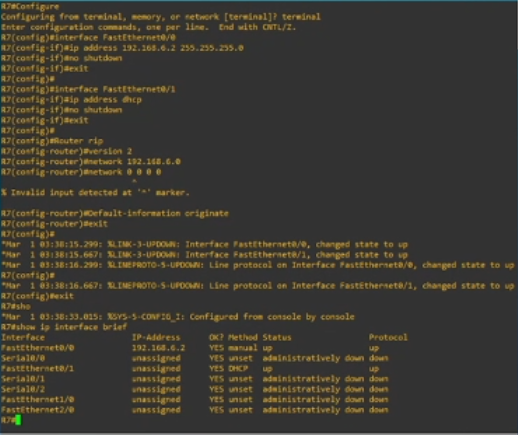 R7#Configure
Configuring from terminal, memory, or network [terminal]? terminal
Enter configuration commands, one per line.  End with CNTL/Z.
R7(config)#interface FastEthernet0/0
R7(config-if)#ip address 192.168.6.2 255.255.255.0
R7(config-if)#no shutdown
R7(config-if)#exit
R7(config)#
R7(config)#interface FastEthernet0/1
R7(config-if)#ip address dhcp
R7(config-if)#no shutdown
R7(config-if)#exit
R7(config)#
R7(config)#Router rip
R7(config-router)#version 2
R7(config-router)#network 192.168.6.0
R7(config-router)#network 0 0 0 0
^
% Invalid input detected at '^' marker.
R7(config-router)#Default-information originate
R7(config-router)#exit
R7(config)#
*Mar  1 03:38:15.299: %LINK-3-UPDOWN: Interface FastEthernet0/0, changed state to up
*Mar  1 03:38:15.667: %LINK-3-UPDOWN: Interface FastEthernet0/1, changed state to up
*Mar  1 03:38:16.299: %LINEPROTO-5-UPDOWN: Line protocol on Interface FastEthernet0/0, changed state to up
R7(config)#
*Mar  1 03:38:16.667: %LINEPROTO-5-UPDOWN: Line protocol on Interface FastEthernet0/1, changed state to up
R7(config)#exit
R7#sho
*Mar  1 03:38:33.015: %SYS-5-CONFIG_I: Configured from console by console
R7#show ip interface brief
Interface IP-Address OK? Method Status Protocol
FastEthernet0/0 192.168.6.2 YES manual up up
Serial0/0 unassigned YES unset administratively down down
FastEthernet0/1 unassigned YES DHCP up up
Serial0/1 unassigned YES unset administratively down down
Serial0/2 unassigned YES unset administratively down down
FastEthernet1/0 unassigned YES unset administratively down down
FastEthernet2/0 unassigned YES unset administratively down down
R7#